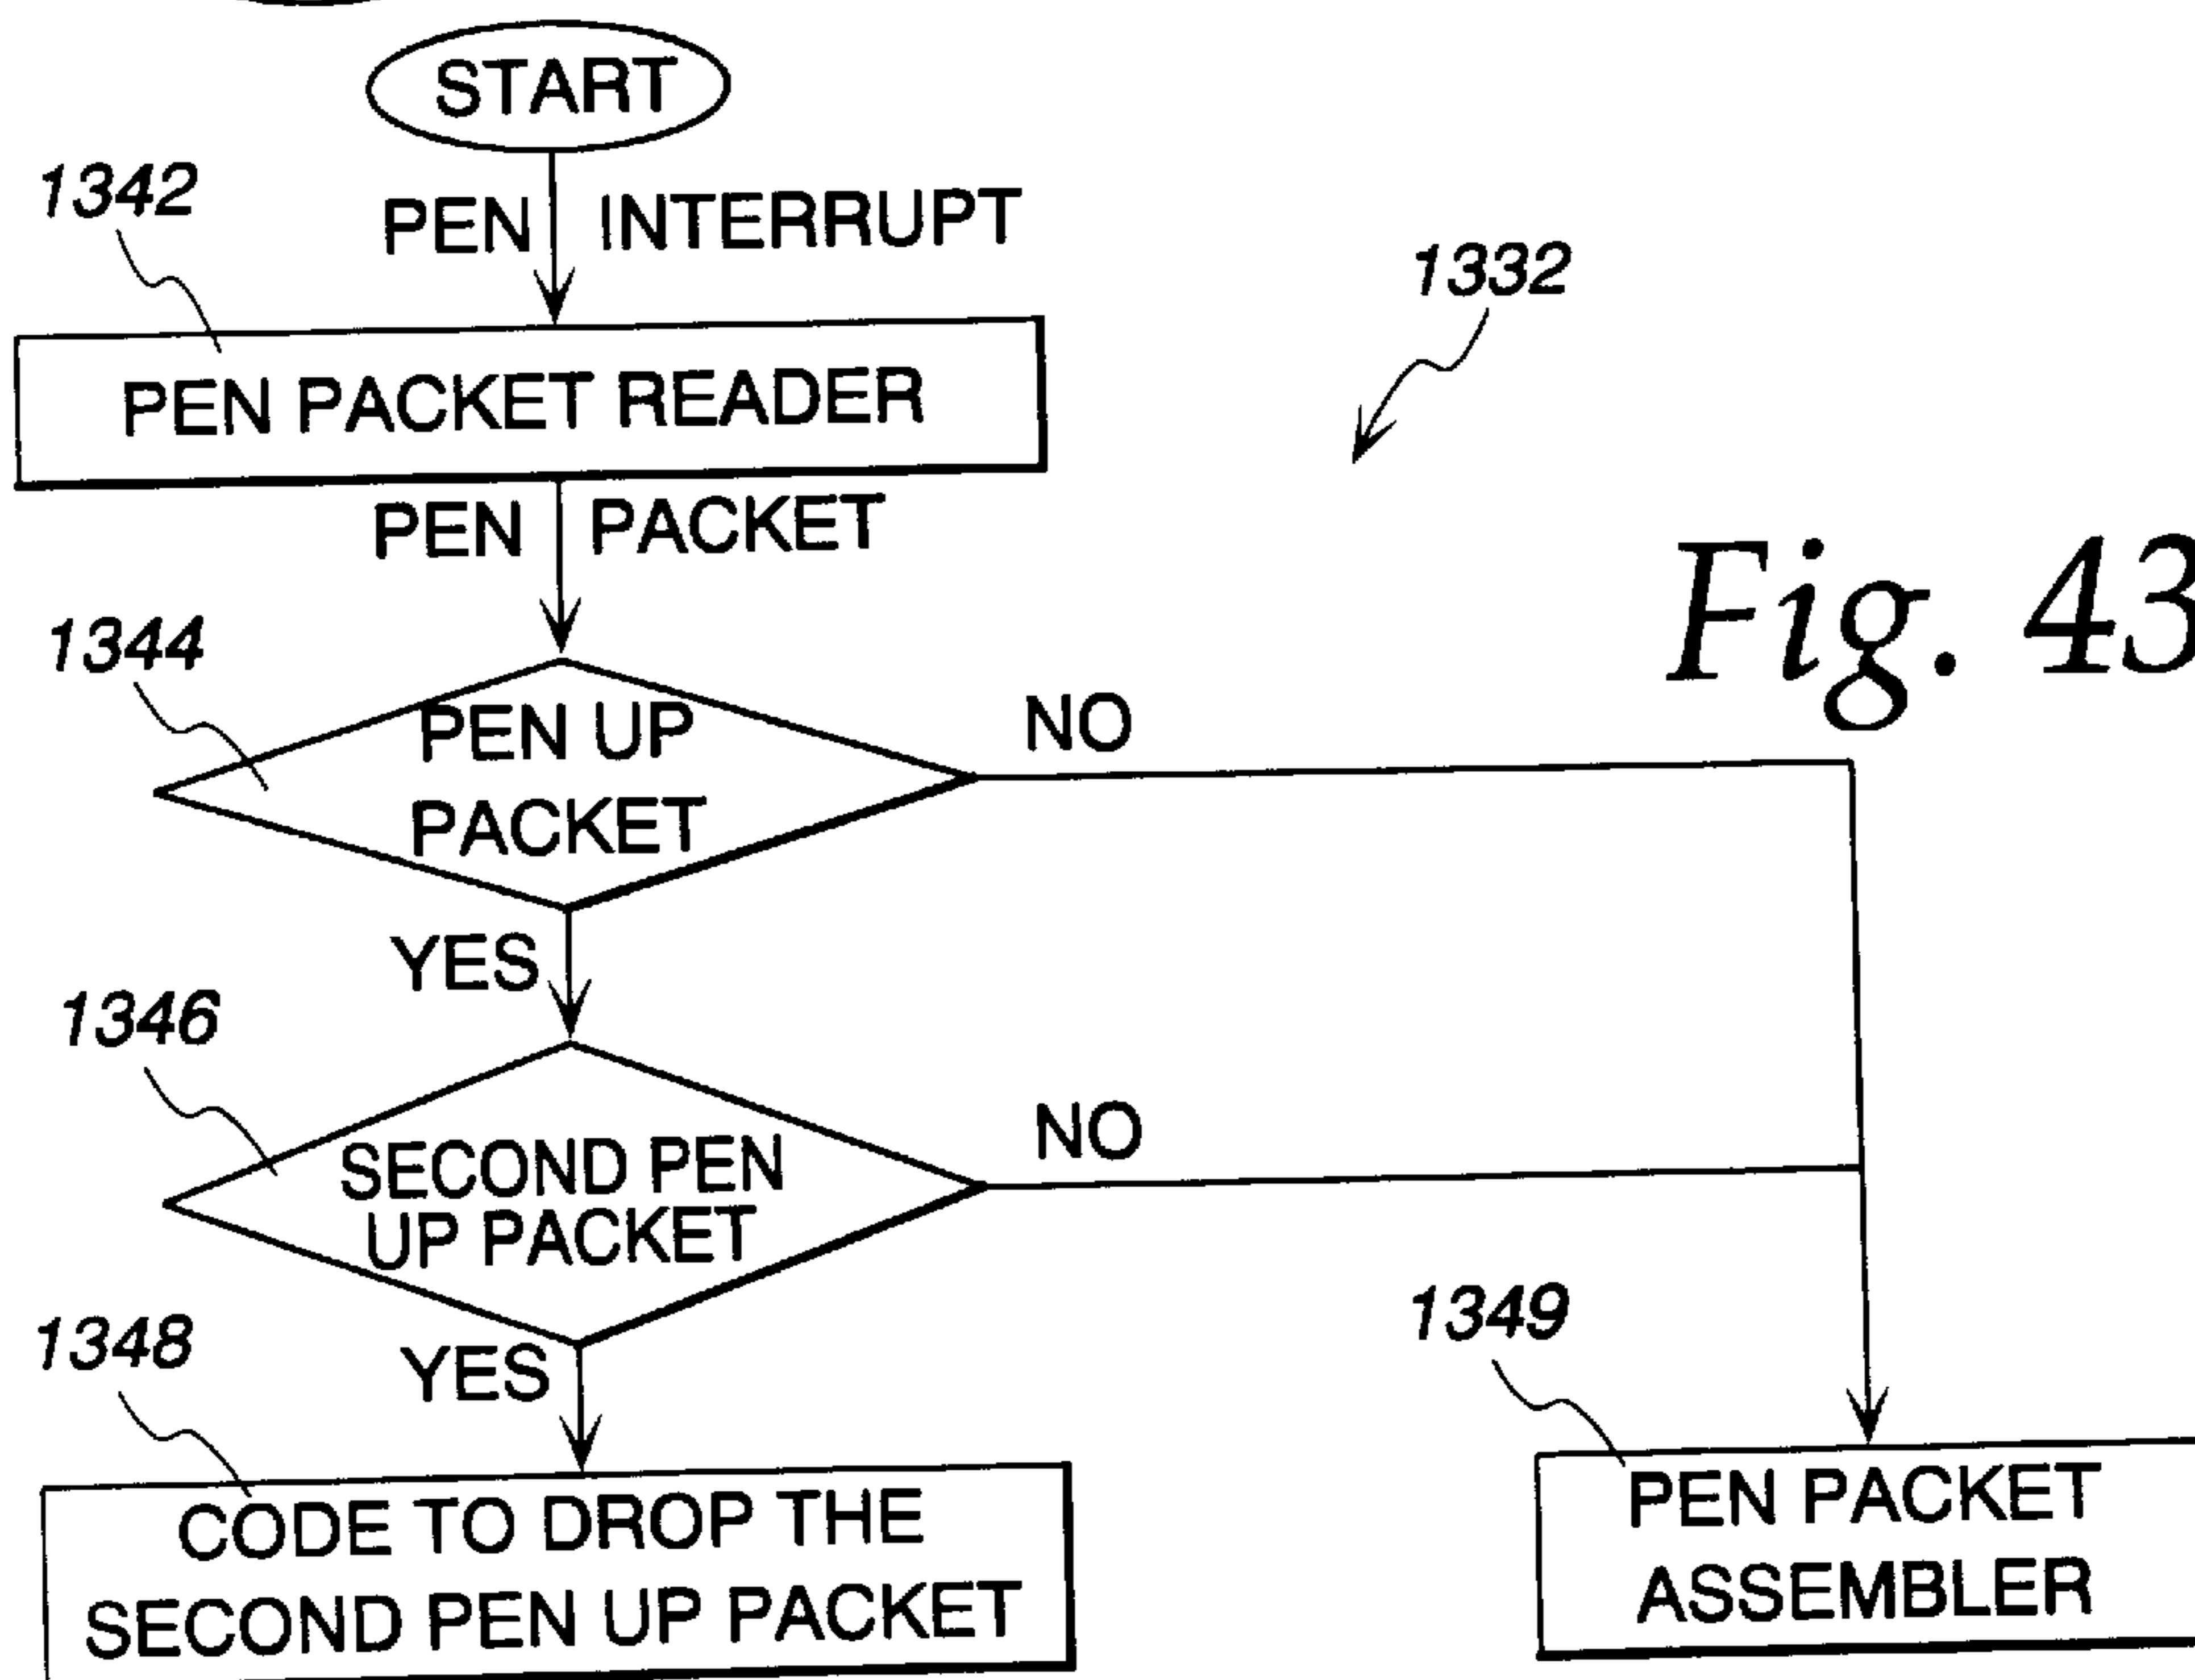 START
1342
PEN INTERRUPT
1332
PEN PACKET READER
PEN PACKET
Fig. 43
1344
PEN UP
PACKET
NO
YES
1346
SECOND PEN
UP PACKET
NO
1348
YES
1349
CODE TO DROP THE
SECOND PEN UP PACKET
PEN PACKET
ASSEMBLER